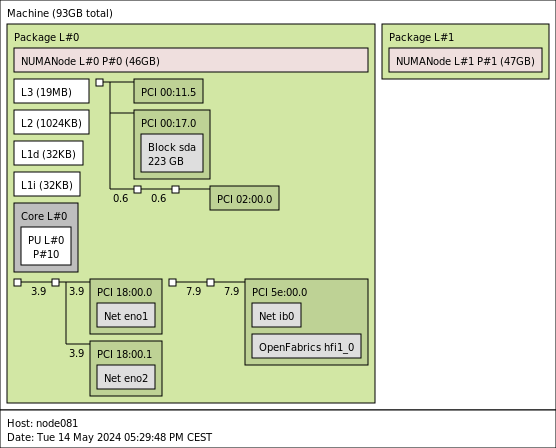 Machine (93GB total)
Package L#0
NUMANode L#0 P#0 (46GB)
L3 (19MB)
L2 (1024KB)
L1d (32KB)
L1i (32KB)
Core L#0
PU L#0
P#10
PCI 00:11.5
PCI 00:17.0
Block sda
223 GB
0.6
0.6
PCI 02:00.0
3.9
3.9
PCI 18:00.0
Net eno1
3.9
PCI 18:00.1
Net eno2
7.9
7.9
PCI 5e:00.0
Net ib0
OpenFabrics hfi1_0
Package L#1
NUMANode L#1 P#1 (47GB)
Host: node081
Date: Tue 14 May 2024 05:29:48 PM CEST